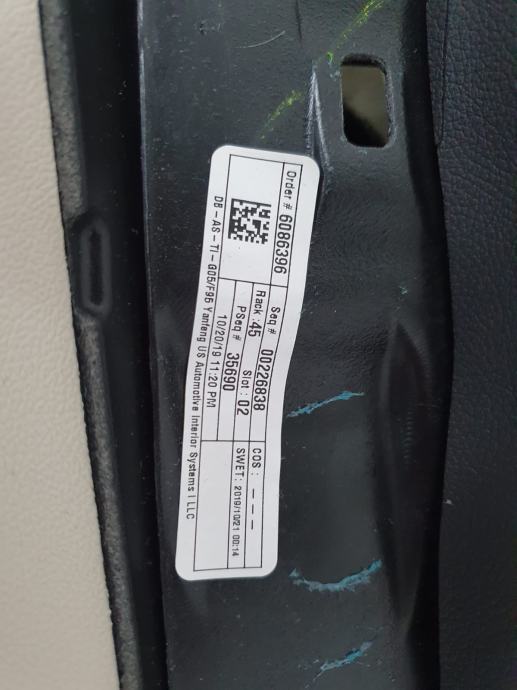 Order # 6086396
Seq # 00226838
COS : - - -
Rack :45 Slot : 02
PSeq # 35690
SWET : 2019/10/21 00:14
10/20/19 11:20 PM
DB - AS - TI - G05/F95 Yanfeng US Automotive Interior Systems I LLC